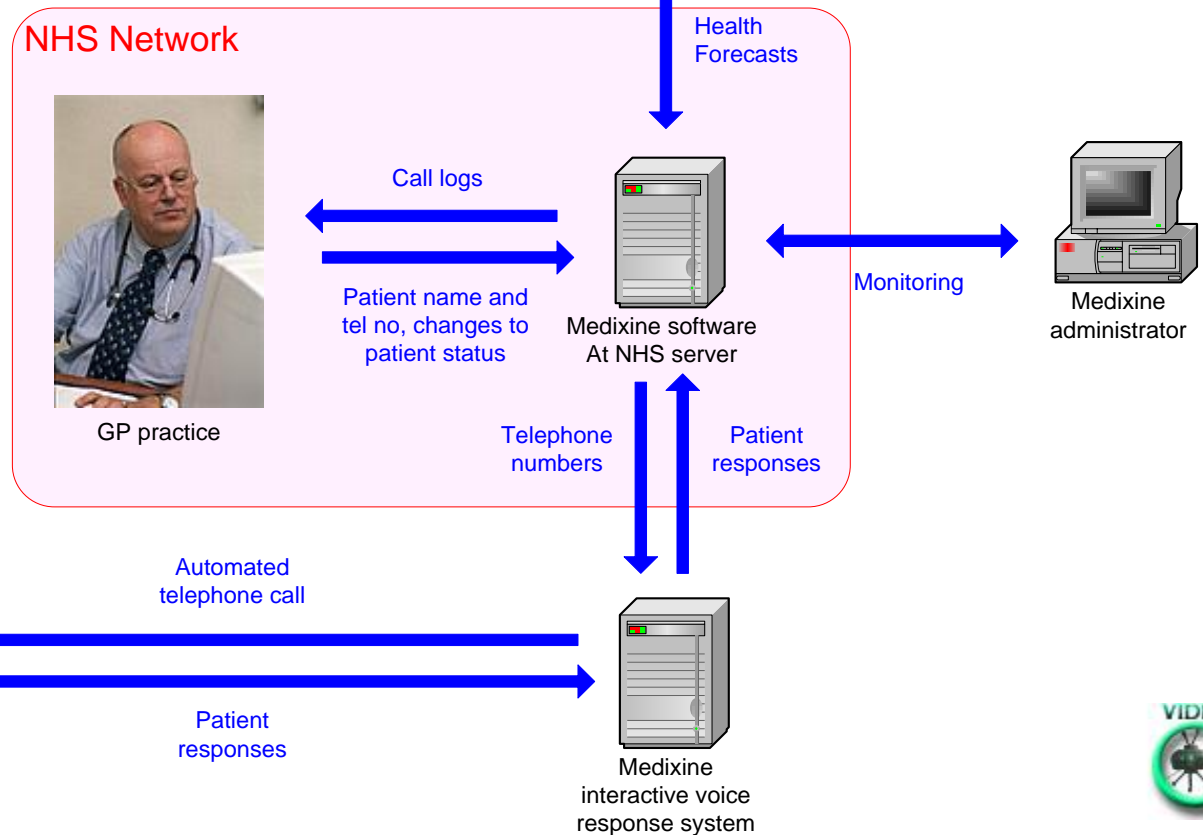 Health
Forecasts
NHS Network
Call logs
Patient name and
tel no, changes to
patient status
GP practice
Medixine software
At NHS server
Monitoring
Medixine
administrator
Telephone
numbers
Patient
responses
Automated
telephone call
Patient
responses
Medixine
interactive voice
response system